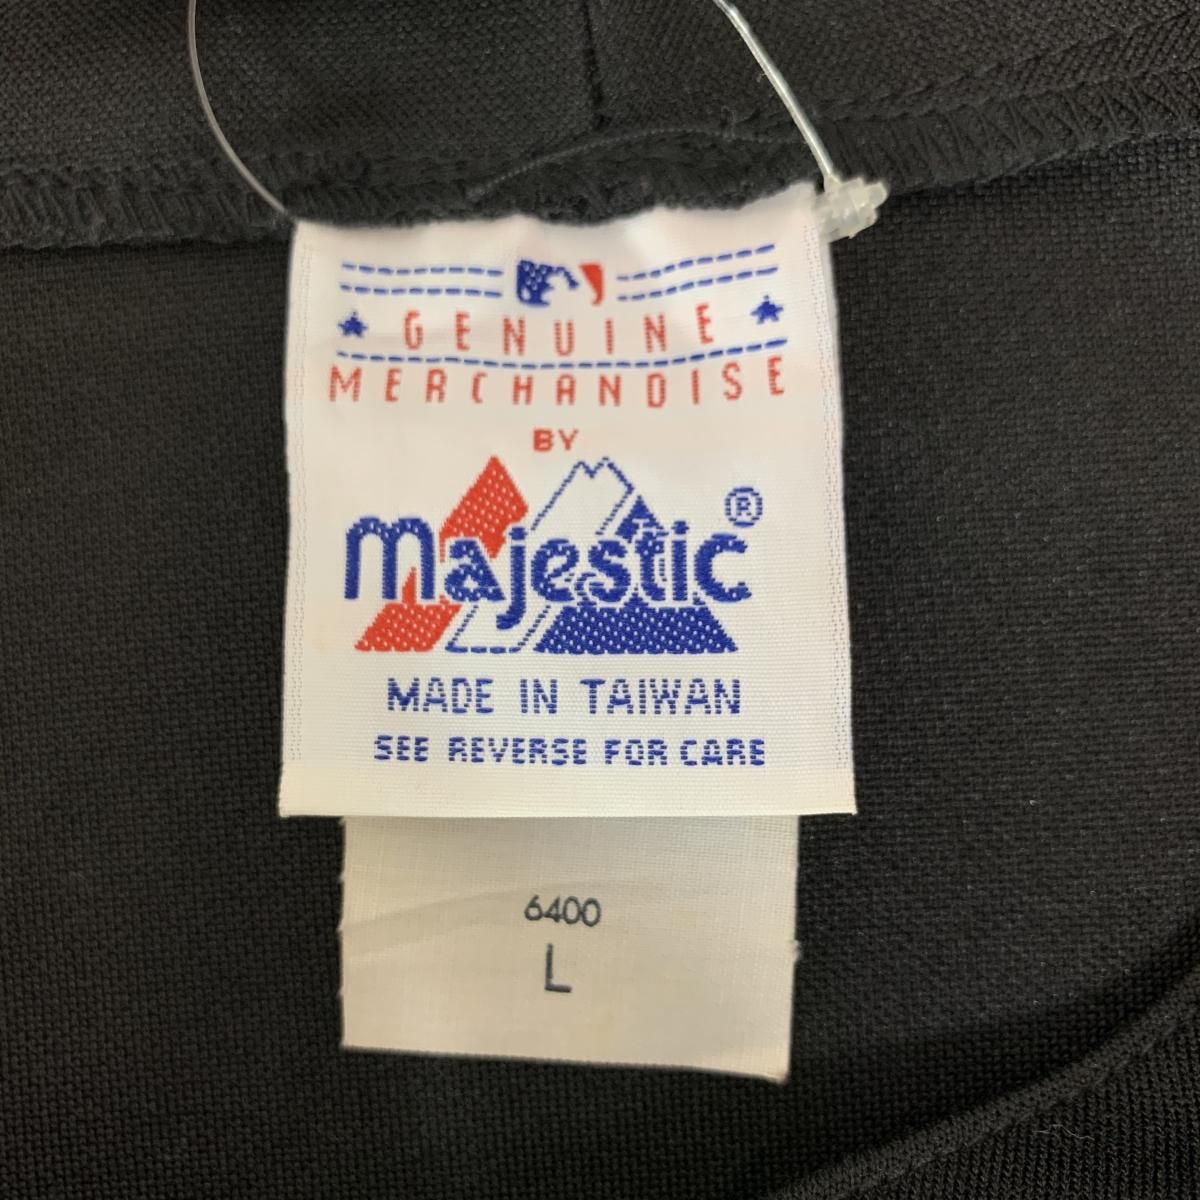 GENUINE
MERCHANDISE
BY
majestic®
MADE IN TAIWAN
SEE REVERSE FOR CARE
6400
L